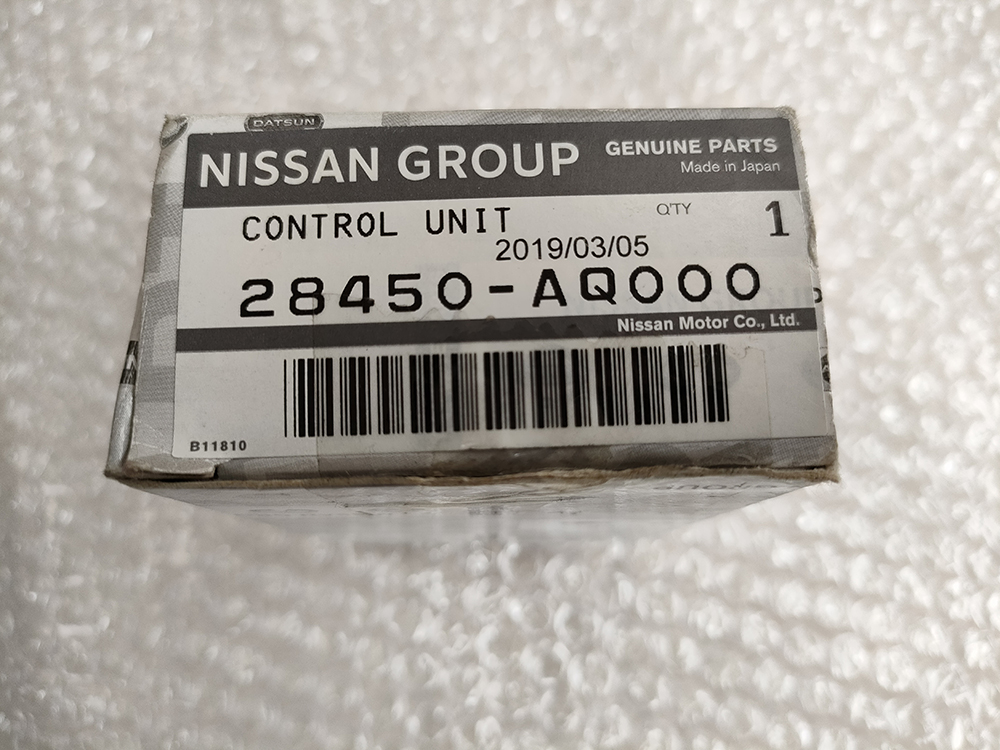 DATSUN
NISSAN GROUP
GENUINE PARTS
Made in Japan
CONTROL UNIT
Q'TY 1
2019/03/05
28450-AQ000
Nissan Motor Co., Ltd.
B11810